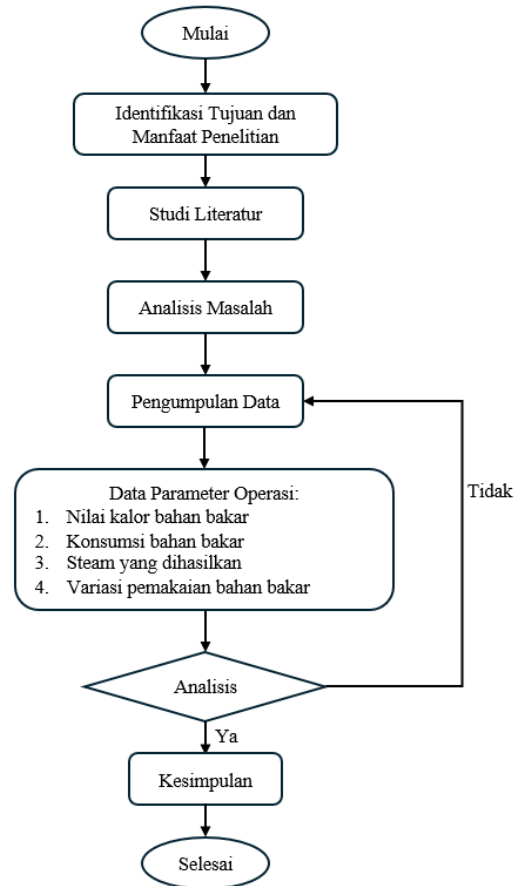 Mulai
Identifikasi Tujuan dan
Manfaat Penelitian
Studi Literatur
Analisis Masalah
Pengumpulan Data
Data Parameter Operasi:
1. Nilai kalor bahan bakar
2. Konsumsi bahan bakar
3. Steam yang dihasilkan
4. Variasi pemakaian bahan bakar
Tidak
Analisis
Ya
Kesimpulan
Selesai